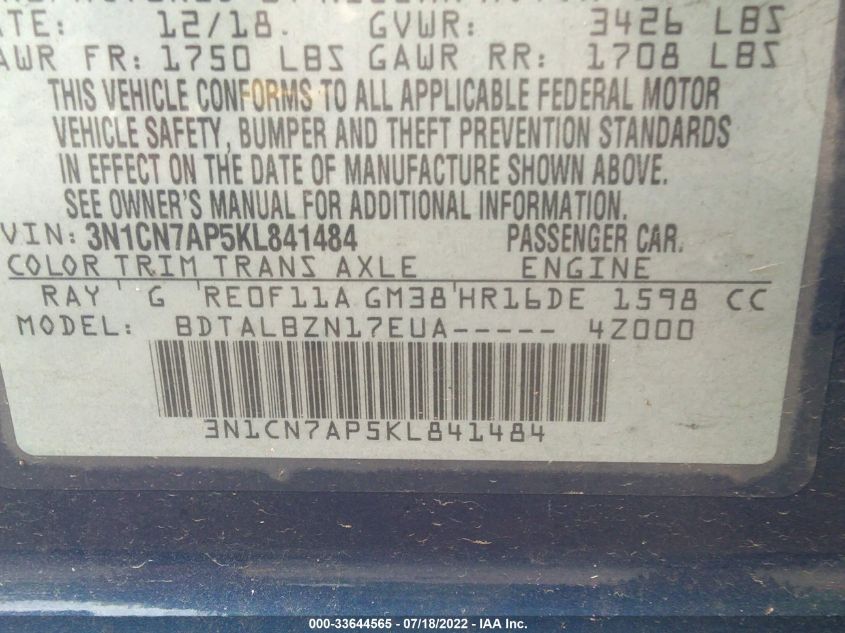 ATE: 12/18. GVWR: 3426 LBS
AWR FR: 1750 LBS GAWR RR: 1708 LBS
THIS VEHICLE CONFORMS TO ALL APPLICABLE FEDERAL MOTOR
VEHICLE SAFETY, BUMPER AND THEFT PREVENTION STANDARDS
IN EFFECT ON THE DATE OF MANUFACTURE SHOWN ABOVE.
SEE OWNER'S MANUAL FOR ADDITIONAL INFORMATION.
VIN: 3N1CN7AP5KL841484 PASSENGER CAR.
COLOR TRIM TRANS AXLE ENGINE
RAY G RE0F11A GM38 HR16DE 1598 CC
MODEL: BDTALBZN17EUA----- 4Z000
3N1CN7AP5KL841484
000-33644565 - 07/18/2022 - IAA Inc.